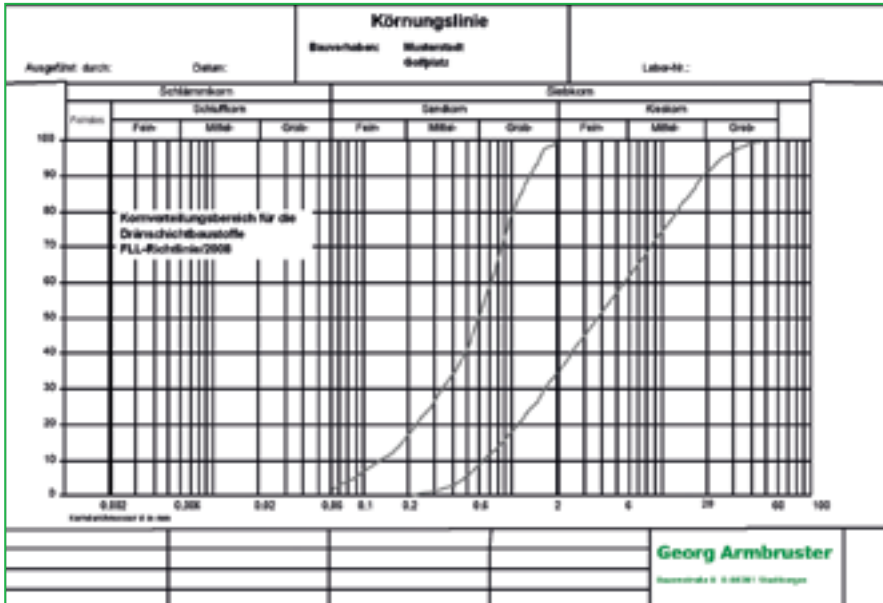 Körnungslinie
Bauvorhaben: Musterstadt
Golfplatz
Ausgeführt durch: Datum: Labor-Nr.:
Schlämmkorn Siebkorn
Feinstes Schluffkorn Sandkorn Kieskorn
Fein- Mittel- Grob- Fein- Mittel- Grob- Fein- Mittel- Grob-
100
90
80
Kornverteilungsbereich für die
Dränschichtbaustoffe
FLL-Richtlinie/2008
70
60
50
40
30
20
10
0
0.002 0.006 0.02 0.06 0.1 0.2 0.6 2 6 20 60 100
Korndurchmesser d in mm
Georg Armbruster